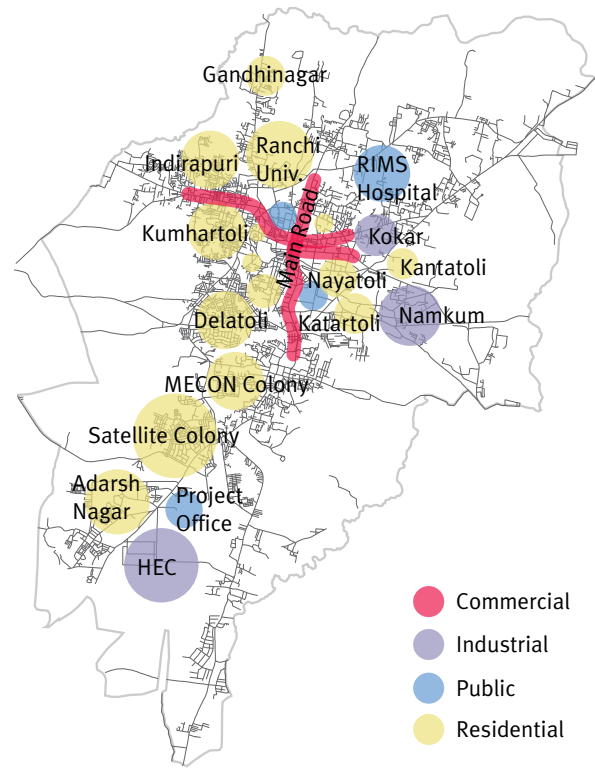 Gandhinagar
Indirapuri
Ranchi
Univ.
RIMS
Hospital
Kumhartoli
Main Road
Kokar
Kantatoli
Nayatoli
Delatoli
Katartoli
Namkum
MECON Colony
Satellite Colony
Adarsh
Nagar
Project
Office
HEC
Commercial
Industrial
Public
Residential